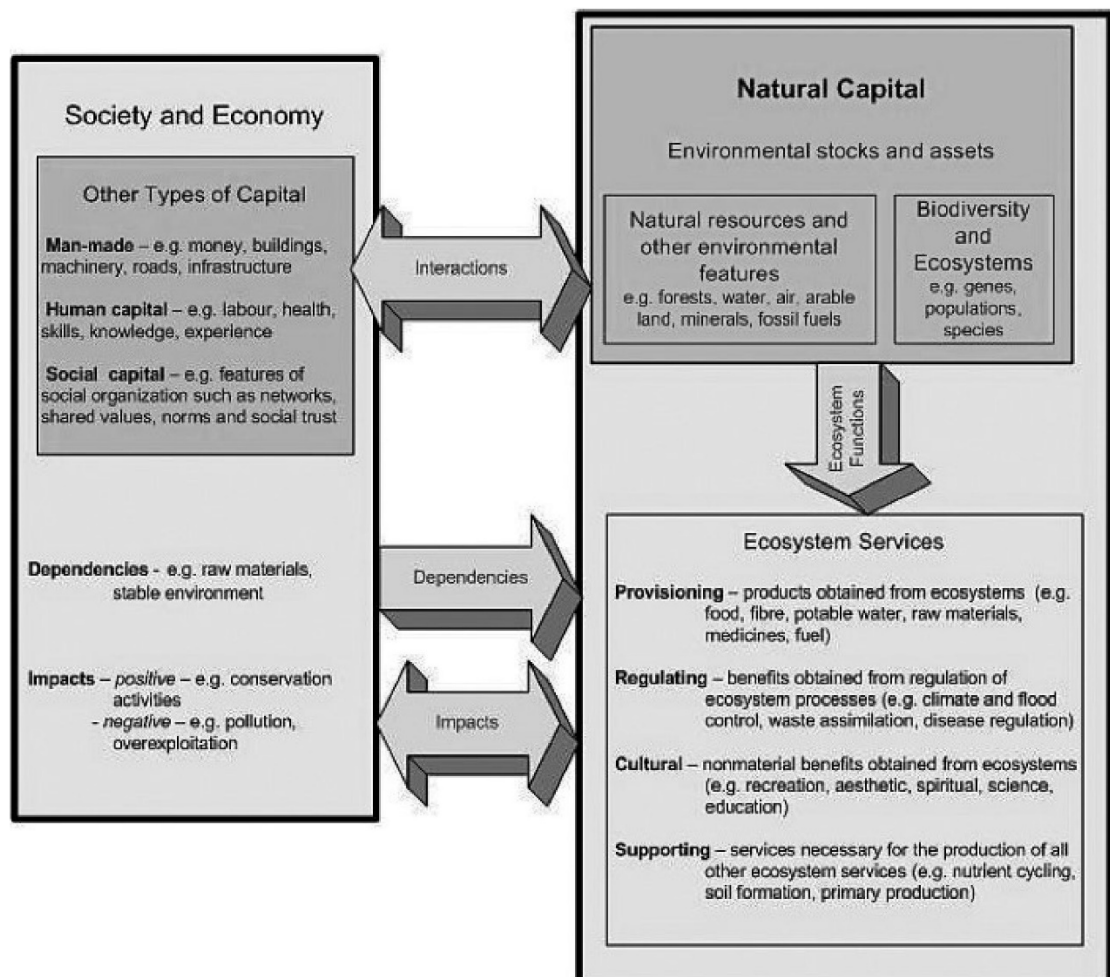 Society and Economy
Other Types of Capital
Man-made – e.g. money, buildings,
machinery, roads, infrastructure
Human capital – e.g. labour, health,
skills, knowledge, experience
Social capital – e.g. features of
social organization such as networks,
shared values, norms and social trust
Dependencies - e.g. raw materials,
stable environment
Impacts – positive – e.g. conservation
activities
- negative – e.g. pollution,
overexploitation
Interactions
Dependencies
Impacts
Natural Capital
Environmental stocks and assets
Natural resources and
other environmental
features
e.g. forests, water, air, arable
land, minerals, fossil fuels
Biodiversity
and
Ecosystems
e.g. genes,
populations,
species
Ecosystem
Functions
Ecosystem Services
Provisioning – products obtained from ecosystems (e.g.
food, fibre, potable water, raw materials,
medicines, fuel)
Regulating – benefits obtained from regulation of
ecosystem processes (e.g. climate and flood
control, waste assimilation, disease regulation)
Cultural – nonmaterial benefits obtained from ecosystems
(e.g. recreation, aesthetic, spiritual, science,
education)
Supporting – services necessary for the production of all
other ecosystem services (e.g. nutrient cycling,
soil formation, primary production)